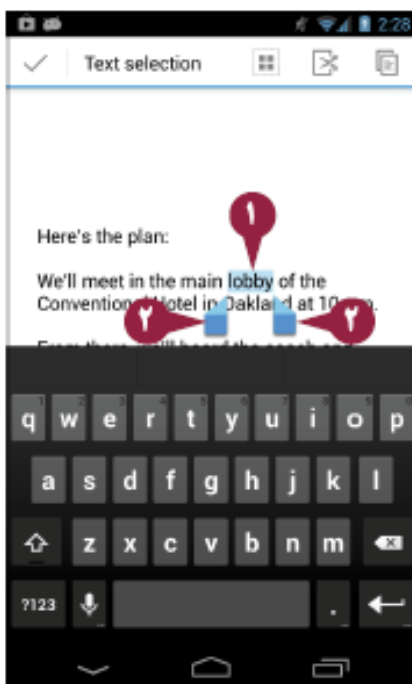 2:28
Text selection
Here's the plan:
١
We'll meet in the main lobby of the
Conventional Hotel in Oakland at 10
٢ ٢
q w e r t y u i o p
a s d f g h j k l
z x c v b n m
?123 .